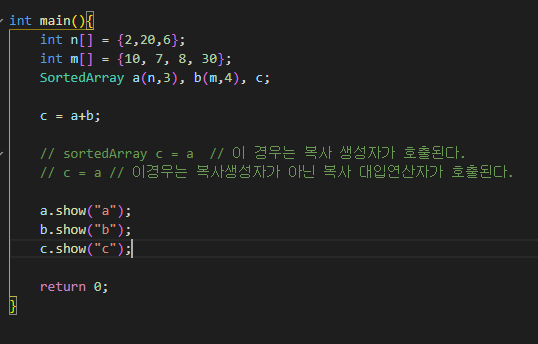 int main(){
int n[] = {2,20,6};
int m[] = {10, 7, 8, 30};
SortedArray a(n,3), b(m,4), c;
c = a+b;
// sortedArray c = a  // 이 경우는 복사 생성자가 호출된다.
// c = a // 이경우는 복사생성자가 아닌 복사 대입연산자가 호출된다.
a.show("a");
b.show("b");
c.show("c");
return 0;
}